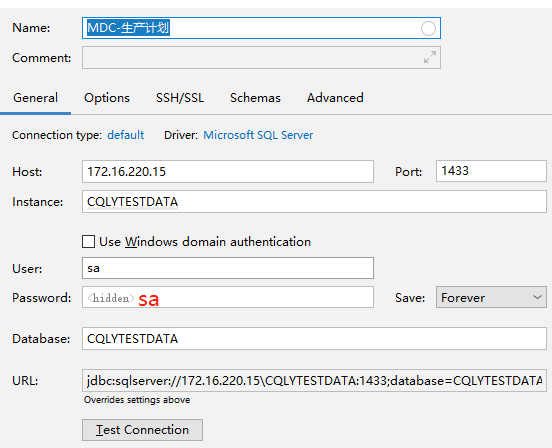 Name: MDC-生产计划
Comment:
General Options SSH/SSL Schemas Advanced
Connection type: default Driver: Microsoft SQL Server
Host: 172.16.220.15 Port: 1433
Instance: CQLYTESTDATA
Use Windows domain authentication
User: sa
Password: <hidden> sa Save: Forever
Database: CQLYTESTDATA
URL: jdbc:sqlserver://172.16.220.15\CQLYTESTDATA:1433;database=CQLYTESTDATA
Overrides settings above
Test Connection